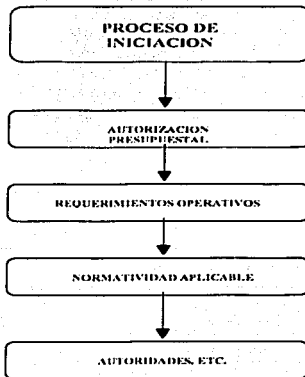 PROCESO DE
INICIACION
AUTORIZACION
PRESUPUESTAL
REQUERIMIENTOS OPERATIVOS
NORMATIVIDAD APLICABLE
AUTORIDADES, ETC.